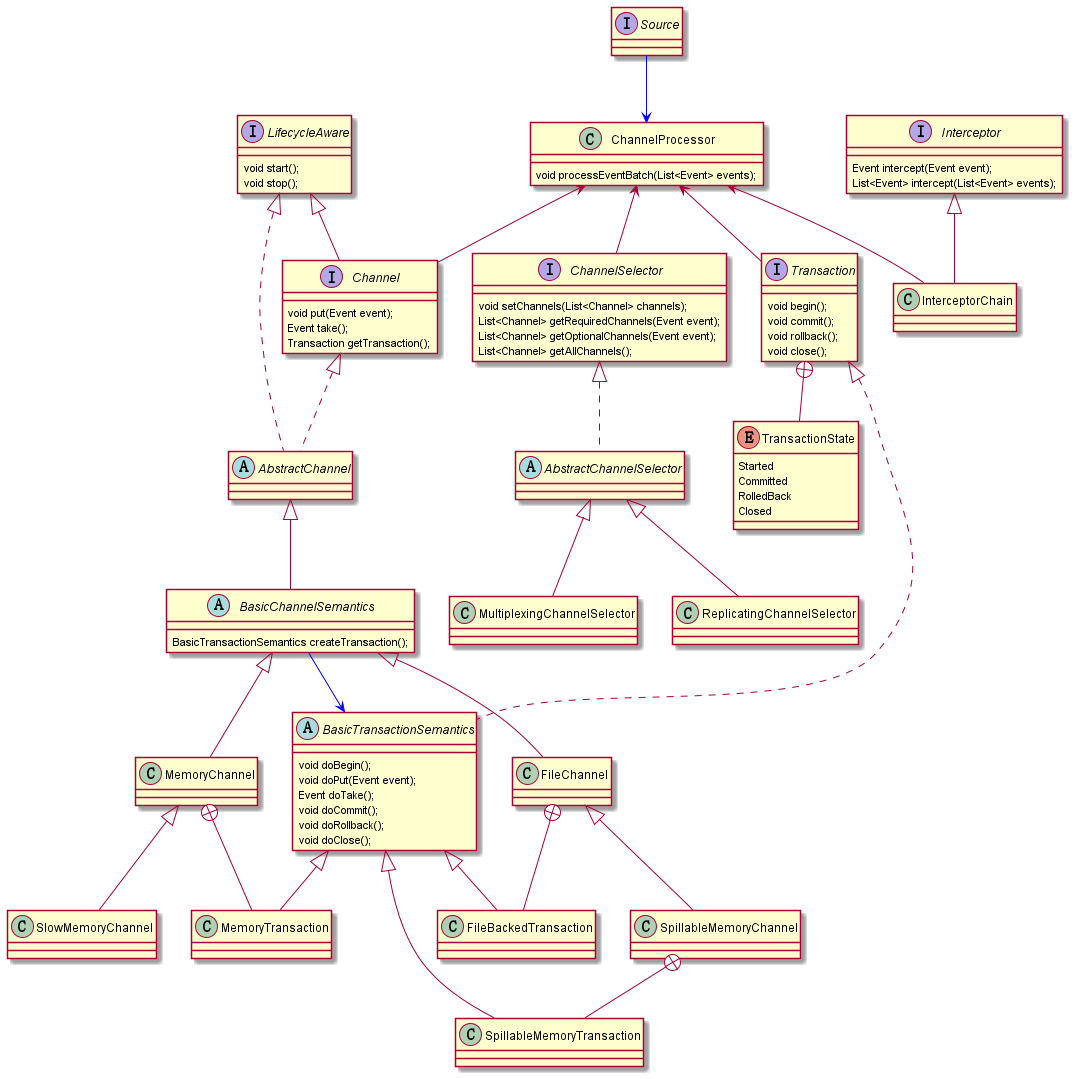 I Source
C ChannelProcessor
void processEventBatch(List<Event> events);
I LifecycleAware
void start();
void stop();
I Interceptor
Event intercept(Event event);
List<Event> intercept(List<Event> events);
I Channel
void put(Event event);
Event take();
Transaction getTransaction();
I ChannelSelector
void setChannels(List<Channel> channels);
List<Channel> getRequiredChannels(Event event);
List<Channel> getOptionalChannels(Event event);
List<Channel> getAllChannels();
I Transaction
void begin();
void commit();
void rollback();
void close();
C InterceptorChain
E TransactionState
Started
Committed
RolledBack
Closed
A AbstractChannel
A AbstractChannelSelector
A BasicChannelSemantics
BasicTransactionSemantics createTransaction();
C MultiplexingChannelSelector
C ReplicatingChannelSelector
A BasicTransactionSemantics
void doBegin();
void doPut(Event event);
Event doTake();
void doCommit();
void doRollback();
void doClose();
C MemoryChannel
C FileChannel
C SlowMemoryChannel
C MemoryTransaction
C FileBackedTransaction
C SpillableMemoryChannel
C SpillableMemoryTransaction